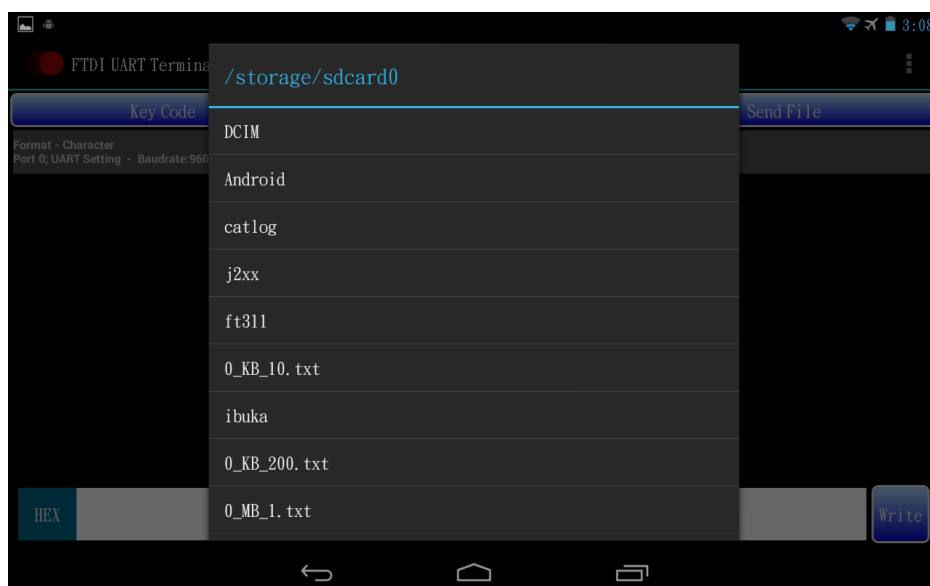 3:08
FTDI UART Termina
/storage/sdcard0
Key Code
Send File
Format - Character
Port 0; UART Setting - Baudrate:960
DCIM
Android
catlog
j2xx
ft311
0_KB_10.txt
ibuka
0_KB_200.txt
0_MB_1.txt
HEX
Write